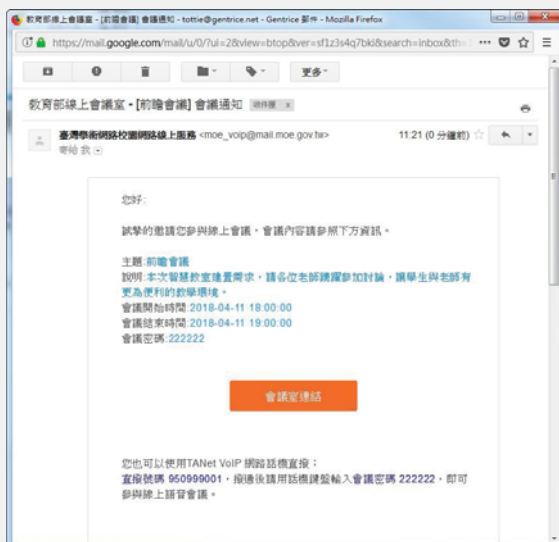 教育部線上會議室 - [前瞻會議] 會議通知 - tottie@gentrice.net - Gentrice 郵件 - Mozilla Firefox
https://mail.google.com/mail/u/0/?ui=2&view=btop&ver=sf1z3s4q7bki&search=inbox&th=
更多
教育部線上會議室 - [前瞻會議] 會議通知 收件匣 x
臺灣學術網路校園網路線上服務 <moe_voip@mail.moe.gov.tw> 11:21 (0 分鐘前)
寄給 我
您好:
誠摯的邀請您參與線上會議，會議內容請參照下方資訊。
主題:前瞻會議
說明:本次智慧教室建置需求，請各位老師踴躍參加討論，讓學生與老師有
更為便利的教學環境。
會議開始時間:2018-04-11 18:00:00
會議結束時間:2018-04-11 19:00:00
會議密碼:222222
會議室連結
您也可以使用TANet VoIP 網路話機直撥：
直撥號碼 950999001，撥通後請用話機鍵盤輸入會議密碼 222222，即可
參與線上語音會議。